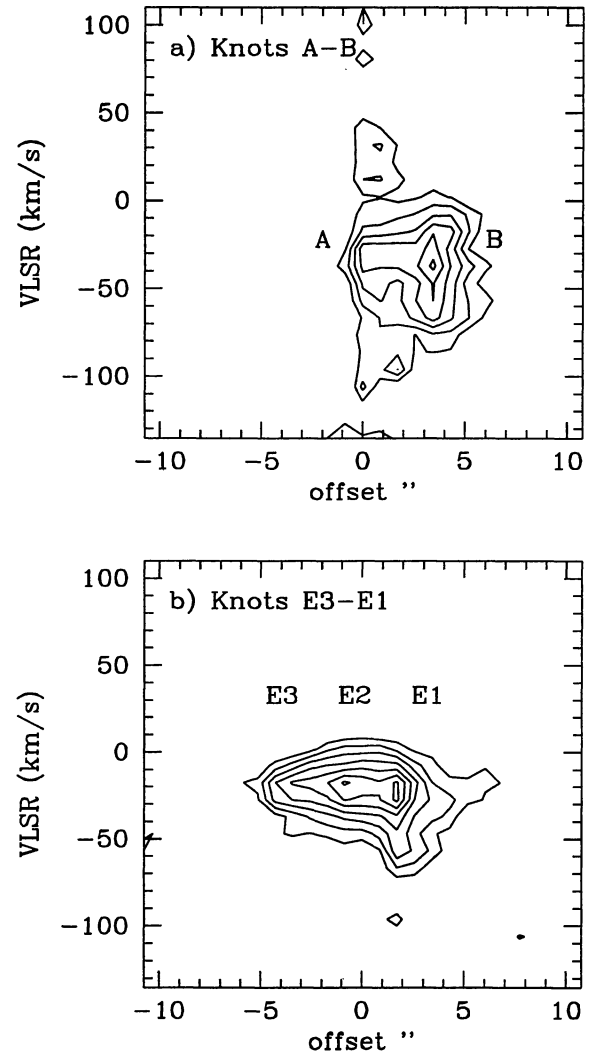 100
a) Knots A-B
50
VLSR (km/s)
0
A
B
-50
-100
-10
-5
0
5
10
offset ”
100
b) Knots E3-E1
50
E3 E2 E1
VLSR (km/s)
0
-50
-100
-10
-5
0
5
10
offset ”